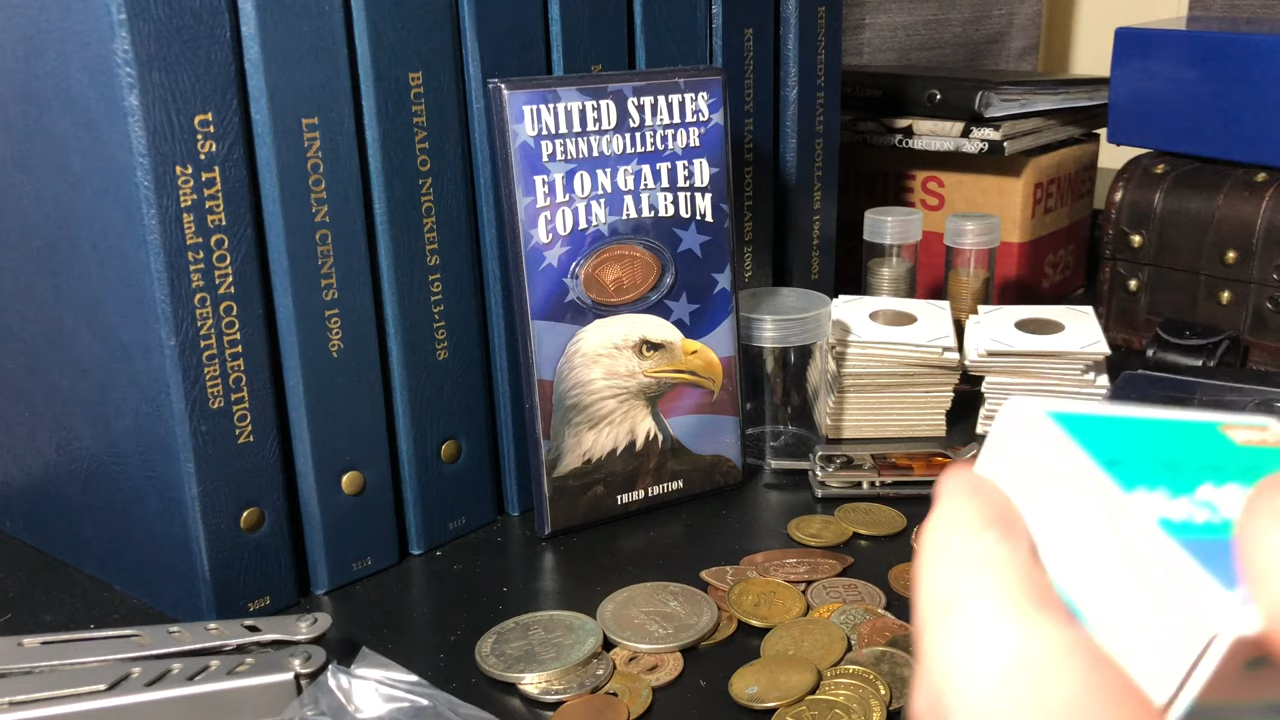 U.S. TYPE COIN COLLECTION
20th and 21st CENTURIES
LINCOLN CENTS 1996-
BUFFALO NICKELS 1913-1938
9115
UNITED STATES
PENNYCOLLECTOR
ELONGATED
COIN ALBUM
THIRD EDITION
KENNEDY HALF DOLLARS 2003-
KENNEDY HALF DOLLARS 1964-2002
2695
COLLECTION 2699
PENNIES
$25